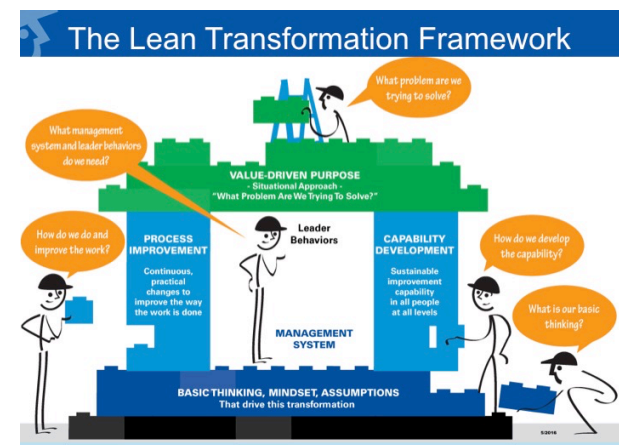 The Lean Transformation Framework
What problem are we
trying to solve?
What management
system and leader behaviors
do we need?
VALUE-DRIVEN PURPOSE
- Situational Approach -
"What Problem Are We Trying To Solve?"
How do we do and
improve the work?
PROCESS
IMPROVEMENT
Continuous,
practical
changes to
improve the way
the work is done
Leader
Behaviors
MANAGEMENT
SYSTEM
CAPABILITY
DEVELOPMENT
Sustainable
improvement
capability
in all people
at all levels
How do we develop
the capability?
What is our basic
thinking?
BASIC THINKING, MINDSET, ASSUMPTIONS
That drive this transformation
5/2016